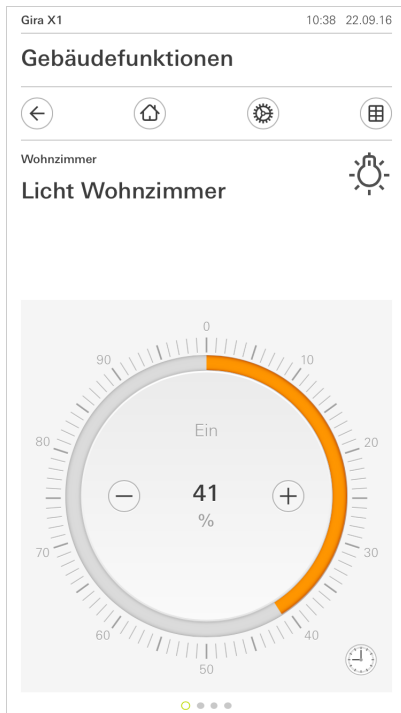 Gira X1 10:38 22.09.16
Gebäudefunktionen
Wohnzimmer
Licht Wohnzimmer
0
90 10
Ein
80 20
41
%
70 30
60 40
50